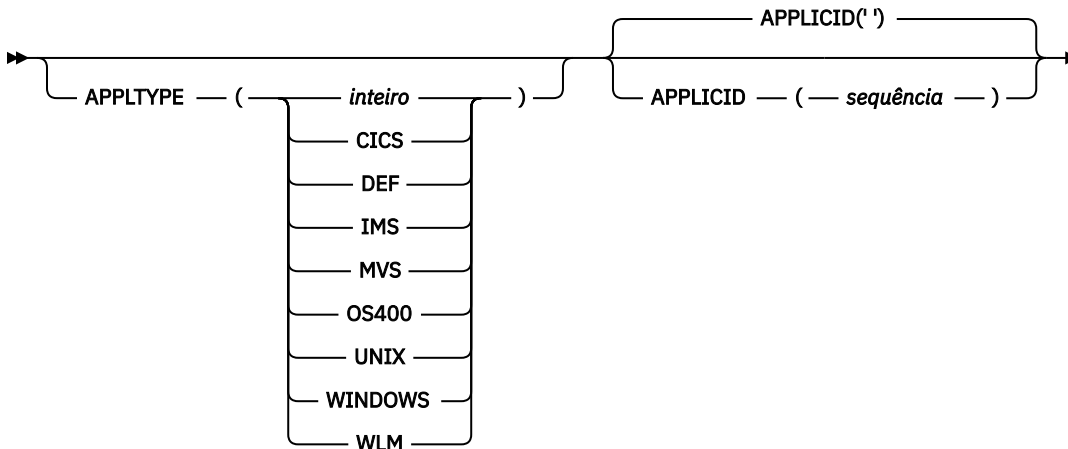 APPLICID(' ')
APPLTYPE ( inteiro ) APPLICID ( sequência )
CICS
DEF
IMS
MVS
OS400
UNIX
WINDOWS
WLM